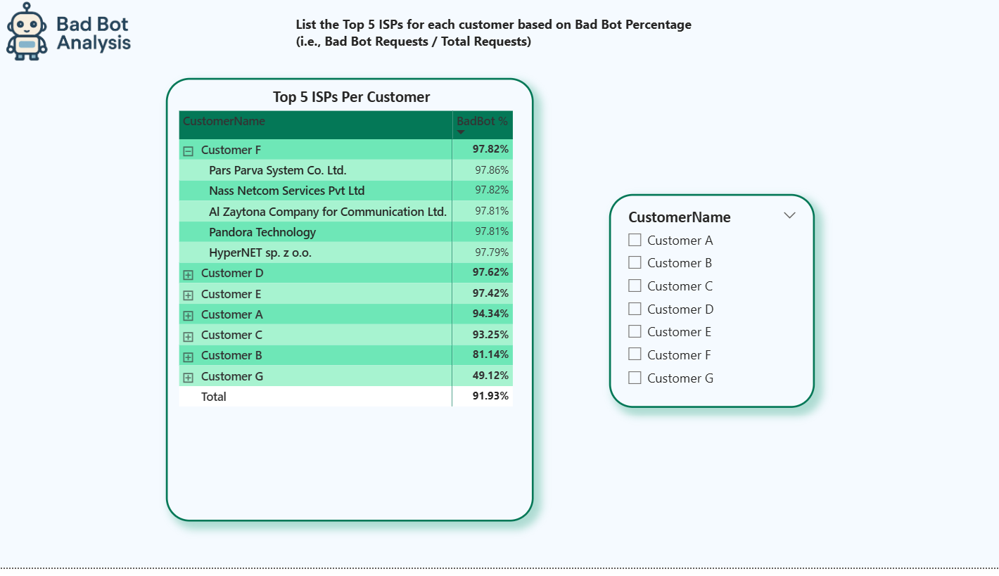 Bad Bot
Analysis
List the Top 5 ISPs for each customer based on Bad Bot Percentage
(i.e., Bad Bot Requests / Total Requests)
Top 5 ISPs Per Customer
CustomerName BadBot %
Customer F 97.82%
Pars Parva System Co. Ltd. 97.86%
Nass Netcom Services Pvt Ltd 97.82%
Al Zaytona Company for Communication Ltd. 97.81%
Pandora Technology 97.81%
HyperNET sp. z o.o. 97.79%
Customer D 97.62%
Customer E 97.42%
Customer A 94.34%
Customer C 93.25%
Customer B 81.14%
Customer G 49.12%
Total 91.93%
CustomerName
Customer A
Customer B
Customer C
Customer D
Customer E
Customer F
Customer G